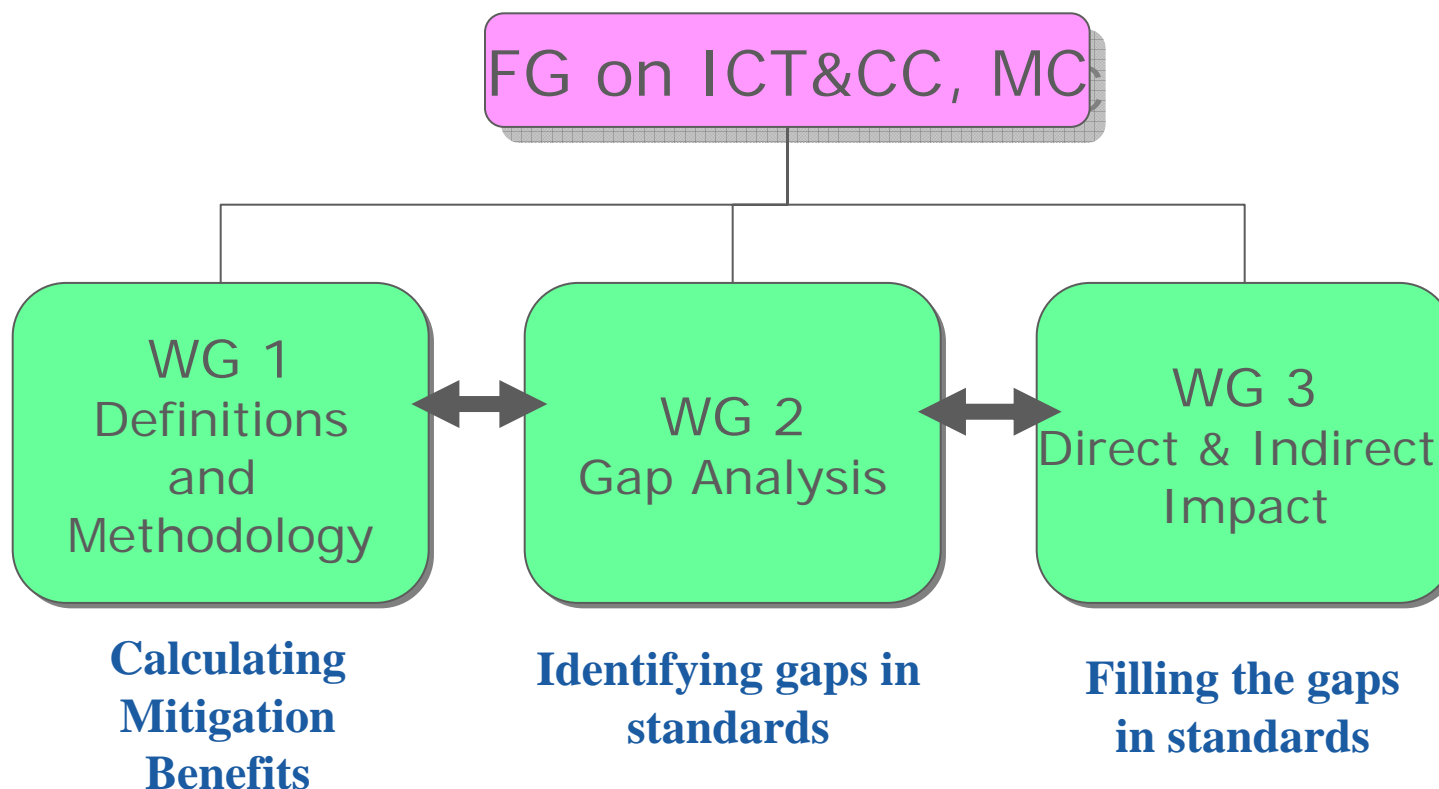 FG on ICT&CC, MC
WG 1
Definitions
and
Methodology
WG 2
Gap Analysis
WG 3
Direct & Indirect
Impact
Calculating
Mitigation
Benefits
Identifying gaps in
standards
Filling the gaps
in standards